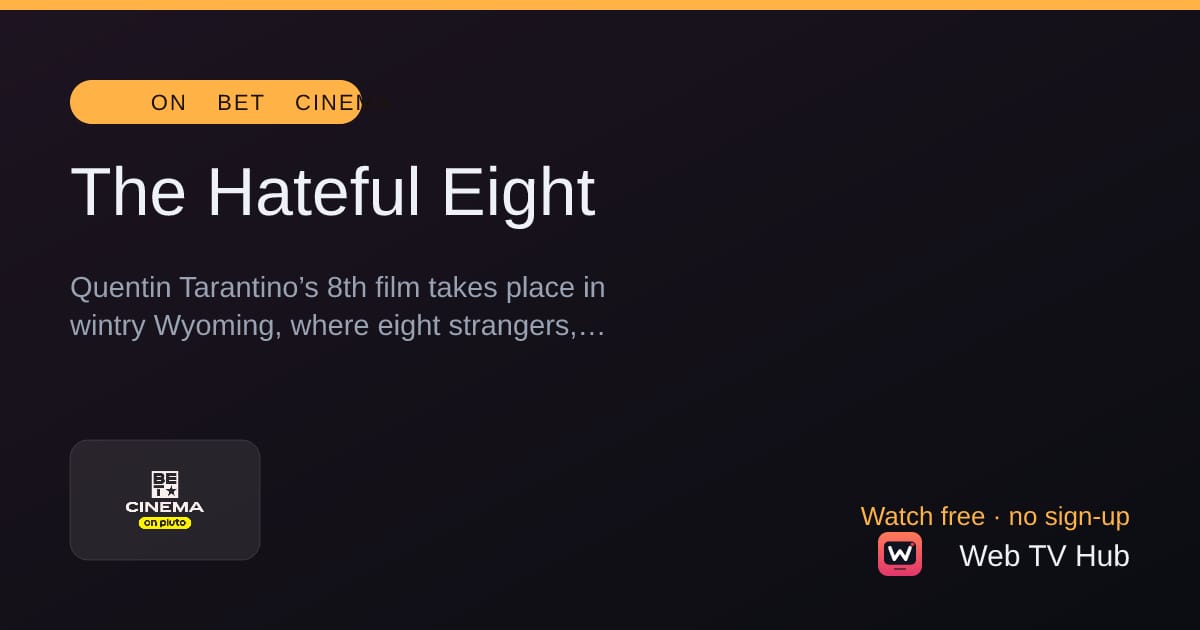 ON BET CINEMA
The Hateful Eight
Quentin Tarantino’s 8th film takes place in
wintry Wyoming, where eight strangers,…
BET★
CINEMA
on pluto
Watch free · no sign-up
W
Web TV Hub